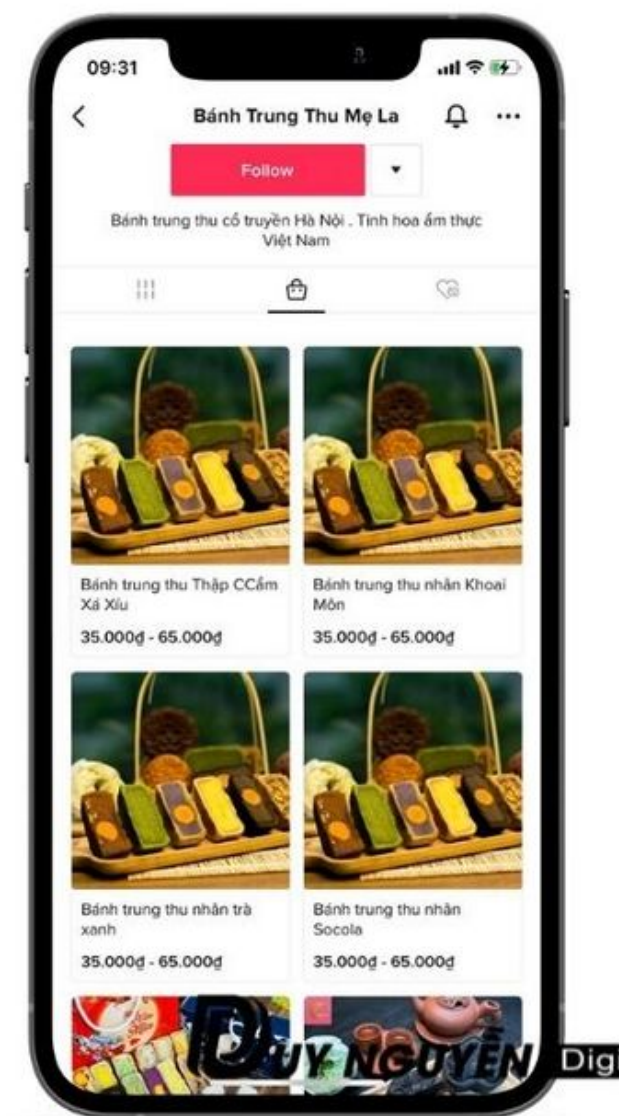 09:31
Bánh Trung Thu Mẹ La
Follow
Bánh trung thu cổ truyền Hà Nội . Tinh hoa ẩm thực
Việt Nam
Bánh trung thu Thập CCẩm
Xá Xíu
35.000₫ - 65.000₫
Bánh trung thu nhân Khoai
Môn
35.000₫ - 65.000₫
Bánh trung thu nhân trà
xanh
35.000₫ - 65.000₫
Bánh trung thu nhân
Socola
35.000₫ - 65.000₫
DUY NGUYỄN Digi